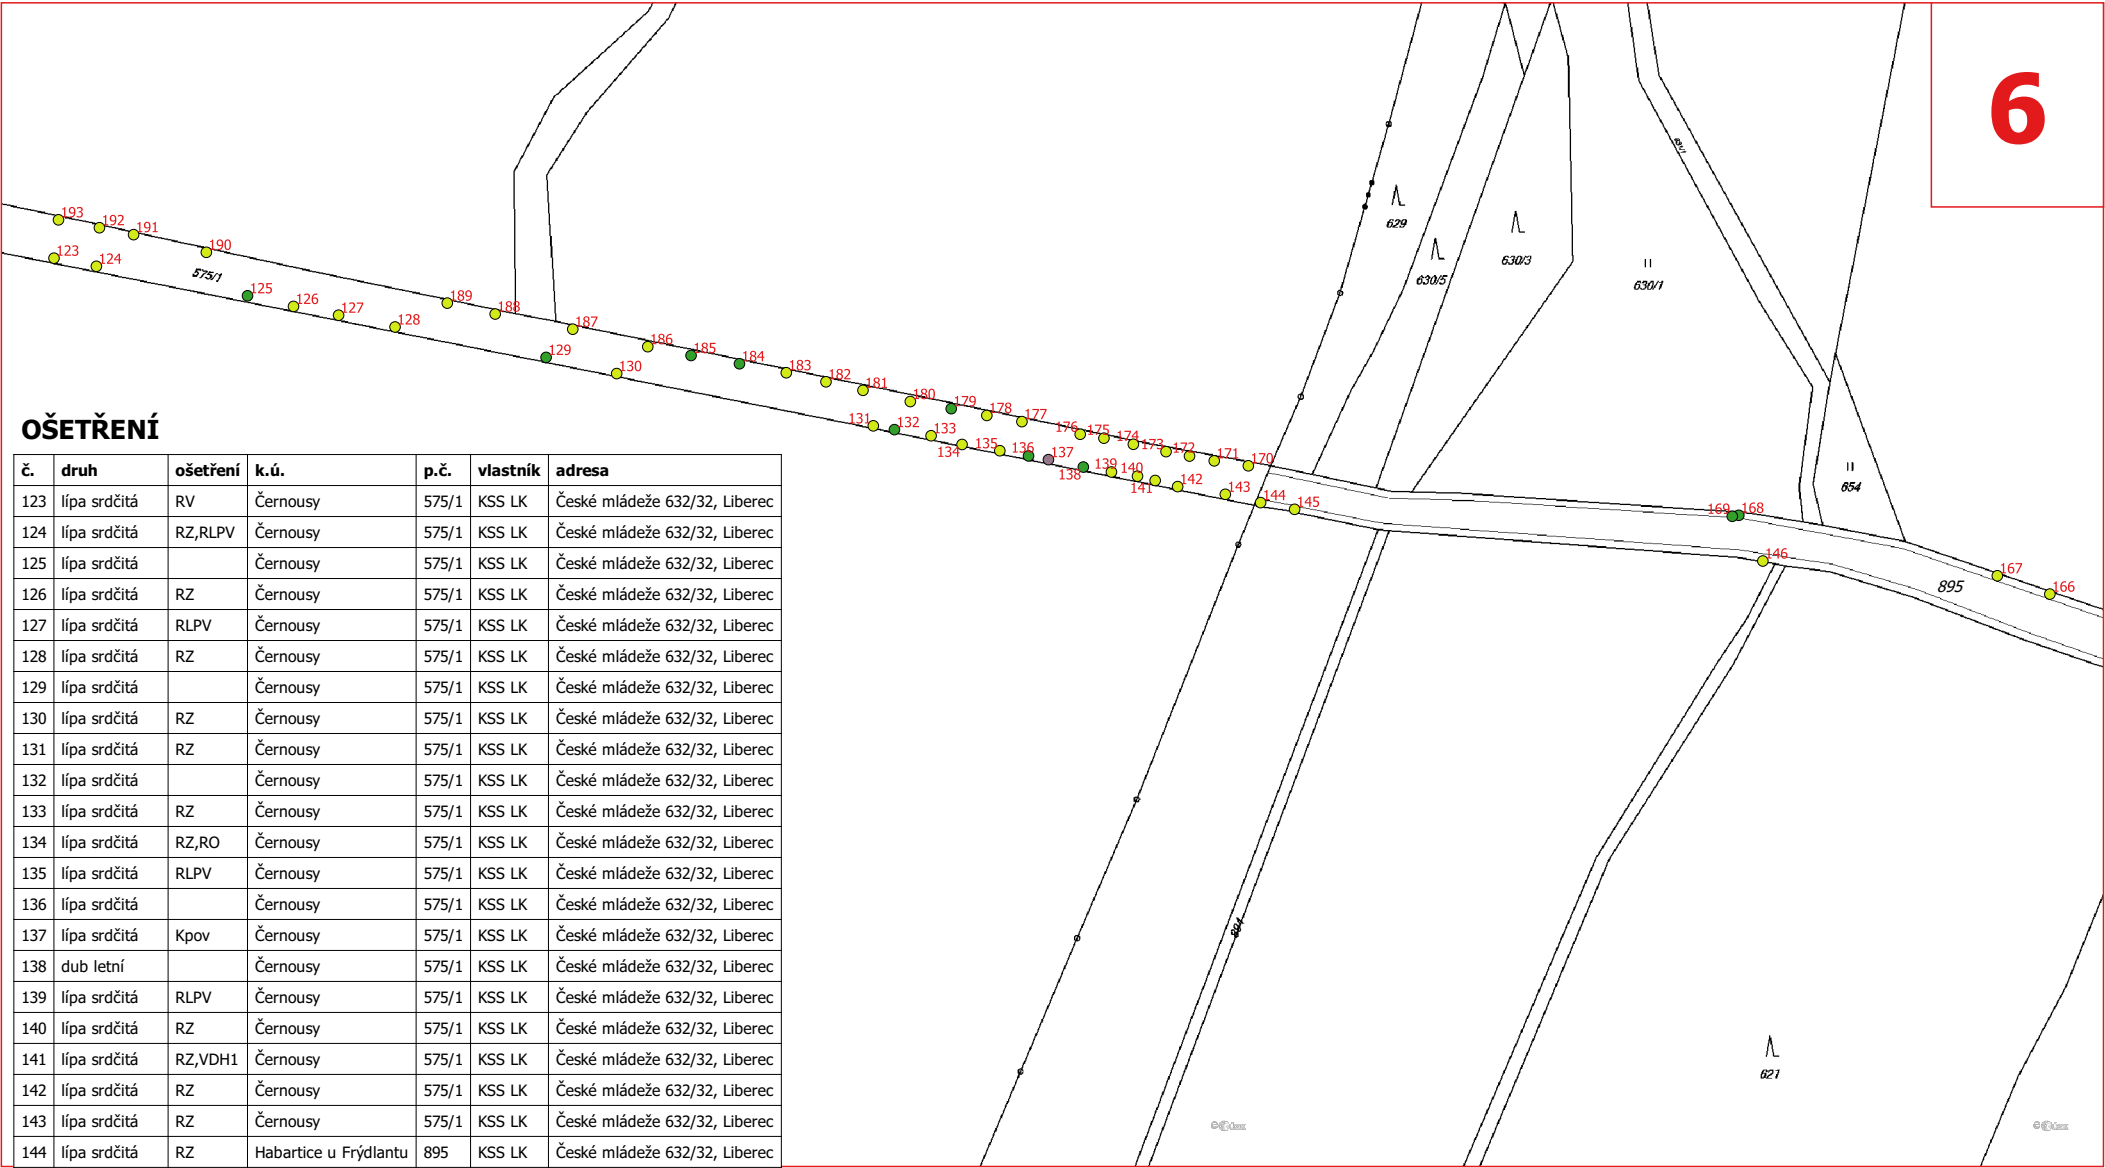 6
193
192
191
190
123
124
575/1
125
126
127
128
189
188
187
129
130
186
185
184
183
182
181
180
179
178
177
176
175
174
173
172
171
170
131
132
133
134
135
136
137
138
139
140
141
142
143
144
145
629
630/5
630/3
630/1
654
169
168
146
167
166
895
894
621
OŠETŘENÍ
č. druh ošetření k.ú. p.č. vlastník adresa
123 lípa srdčitá RV Černousy 575/1 KSS LK České mládeže 632/32, Liberec
124 lípa srdčitá RZ,RLPV Černousy 575/1 KSS LK České mládeže 632/32, Liberec
125 lípa srdčitá Černousy 575/1 KSS LK České mládeže 632/32, Liberec
126 lípa srdčitá RZ Černousy 575/1 KSS LK České mládeže 632/32, Liberec
127 lípa srdčitá RLPV Černousy 575/1 KSS LK České mládeže 632/32, Liberec
128 lípa srdčitá RZ Černousy 575/1 KSS LK České mládeže 632/32, Liberec
129 lípa srdčitá Černousy 575/1 KSS LK České mládeže 632/32, Liberec
130 lípa srdčitá RZ Černousy 575/1 KSS LK České mládeže 632/32, Liberec
131 lípa srdčitá RZ Černousy 575/1 KSS LK České mládeže 632/32, Liberec
132 lípa srdčitá Černousy 575/1 KSS LK České mládeže 632/32, Liberec
133 lípa srdčitá RZ Černousy 575/1 KSS LK České mládeže 632/32, Liberec
134 lípa srdčitá RZ,RO Černousy 575/1 KSS LK České mládeže 632/32, Liberec
135 lípa srdčitá RLPV Černousy 575/1 KSS LK České mládeže 632/32, Liberec
136 lípa srdčitá Černousy 575/1 KSS LK České mládeže 632/32, Liberec
137 lípa srdčitá Kpov Černousy 575/1 KSS LK České mládeže 632/32, Liberec
138 dub letní Černousy 575/1 KSS LK České mládeže 632/32, Liberec
139 lípa srdčitá RLPV Černousy 575/1 KSS LK České mládeže 632/32, Liberec
140 lípa srdčitá RZ Černousy 575/1 KSS LK České mládeže 632/32, Liberec
141 lípa srdčitá RZ,VDH1 Černousy 575/1 KSS LK České mládeže 632/32, Liberec
142 lípa srdčitá RZ Černousy 575/1 KSS LK České mládeže 632/32, Liberec
143 lípa srdčitá RZ Černousy 575/1 KSS LK České mládeže 632/32, Liberec
144 lípa srdčitá RZ Habartice u Frýdlantu 895 KSS LK České mládeže 632/32, Liberec